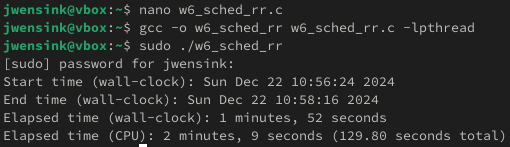 jwensink@vbox:~$ nano w6_sched_rr.c
jwensink@vbox:~$ gcc -o w6_sched_rr w6_sched_rr.c -lpthread
jwensink@vbox:~$ sudo ./w6_sched_rr
[sudo] password for jwensink:
Start time (wall-clock): Sun Dec 22 10:56:24 2024
End time (wall-clock): Sun Dec 22 10:58:16 2024
Elapsed time (wall-clock): 1 minutes, 52 seconds
Elapsed time (CPU): 2 minutes, 9 seconds (129.80 seconds total)